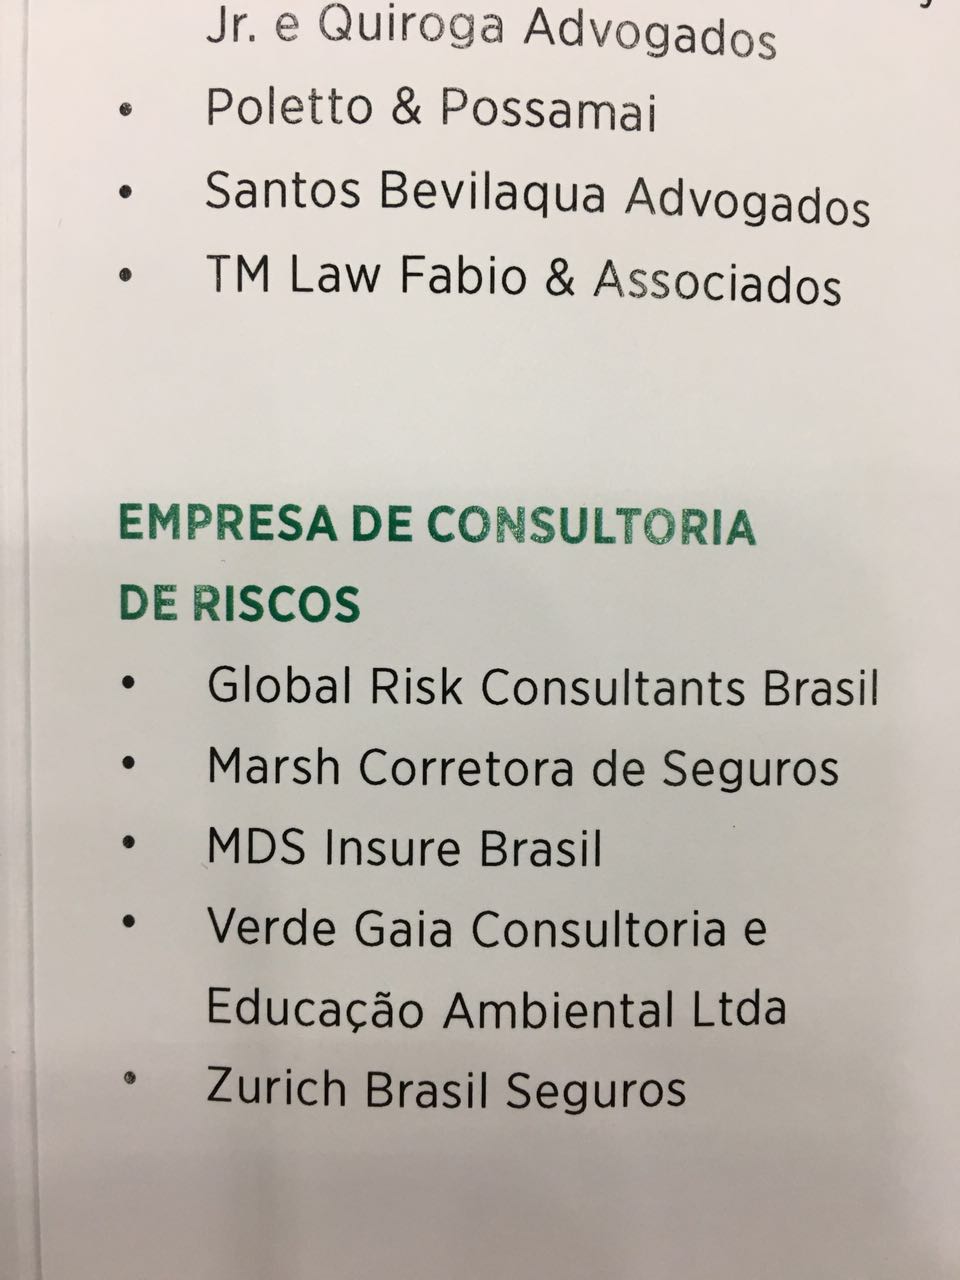 Jr. e Quiroga Advogados
• Poletto & Possamai
• Santos Bevilaqua Advogados
• TM Law Fabio & Associados
EMPRESA DE CONSULTORIA
DE RISCOS
• Global Risk Consultants Brasil
• Marsh Corretora de Seguros
• MDS Insure Brasil
• Verde Gaia Consultoria e
Educação Ambiental Ltda
• Zurich Brasil Seguros